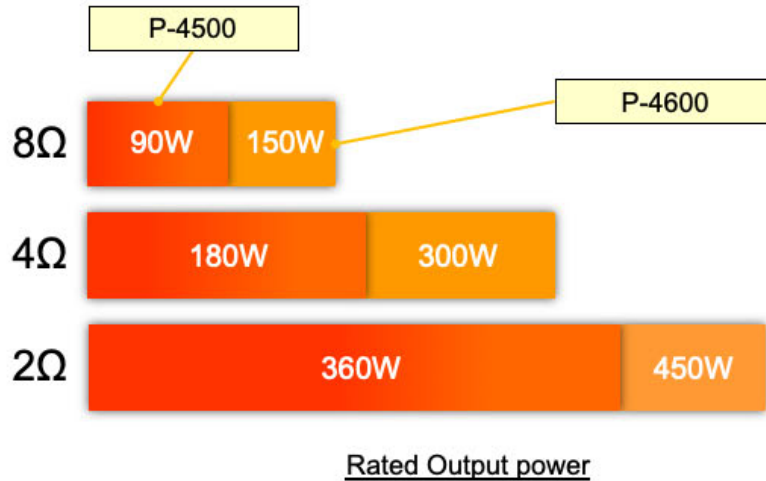 P-4500
P-4600
8Ω 90W 150W
4Ω 180W 300W
2Ω 360W 450W
Rated Output power